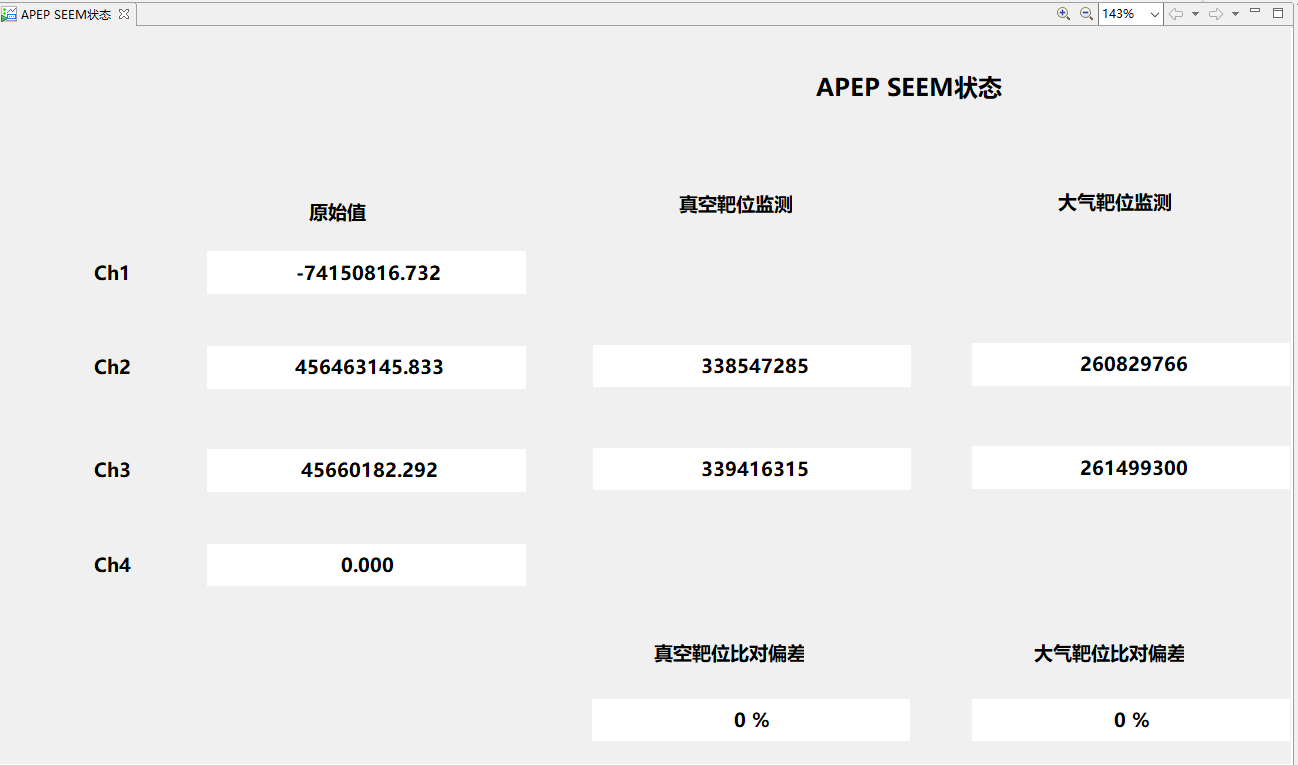 APEP SEEM状态
143%
APEP SEEM状态
原始值 真空靶位监测 大气靶位监测
Ch1 -74150816.732
Ch2 456463145.833 338547285 260829766
Ch3 45660182.292 339416315 261499300
Ch4 0.000
真空靶位比对偏差 大气靶位比对偏差
0 % 0 %